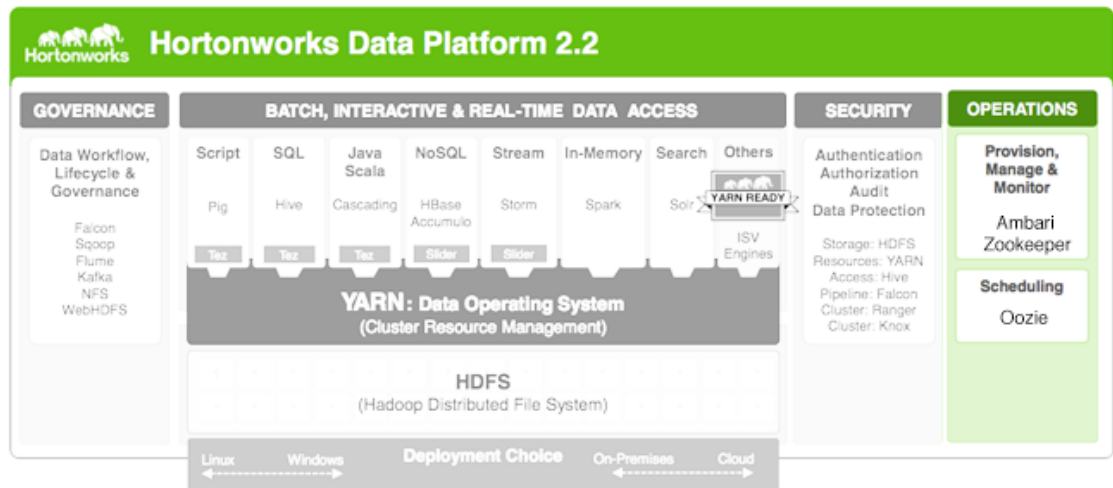 Hortonworks
Hortonworks Data Platform 2.2
GOVERNANCE
Data Workflow,
Lifecycle &
Governance
Falcon
Sqoop
Flume
Kafka
NFS
WebHDFS
BATCH, INTERACTIVE & REAL-TIME DATA ACCESS
Script
Pig
Tez
SQL
Hive
Tez
Java
Scala
Cascading
Tez
NoSQL
HBase
Accumulo
Slider
Stream
Storm
Slider
In-Memory
Spark
Search
Solr
Others
YARN READY
ISV
Engines
YARN : Data Operating System
(Cluster Resource Management)
HDFS
(Hadoop Distributed File System)
Deployment Choice
Linux
Windows
On-Premises
Cloud
SECURITY
Authentication
Authorization
Audit
Data Protection
Storage: HDFS
Resources: YARN
Access: Hive
Pipeline: Falcon
Cluster: Ranger
Cluster: Knox
OPERATIONS
Provision,
Manage &
Monitor
Ambari
Zookeeper
Scheduling
Oozie